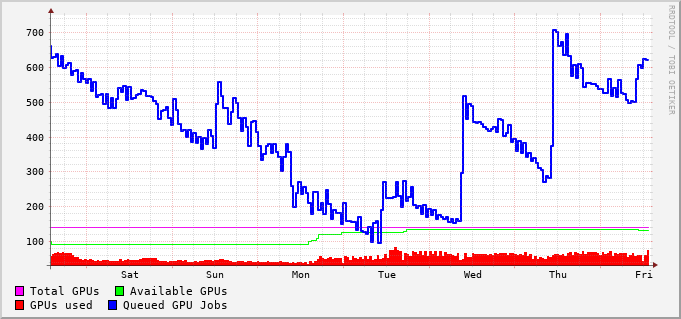 RRDTOOL / TOBI OETIKER
700
600
500
400
300
200
100
Sat Sun Mon Tue Wed Thu Fri
Total GPUs Available GPUs
GPUs used Queued GPU Jobs